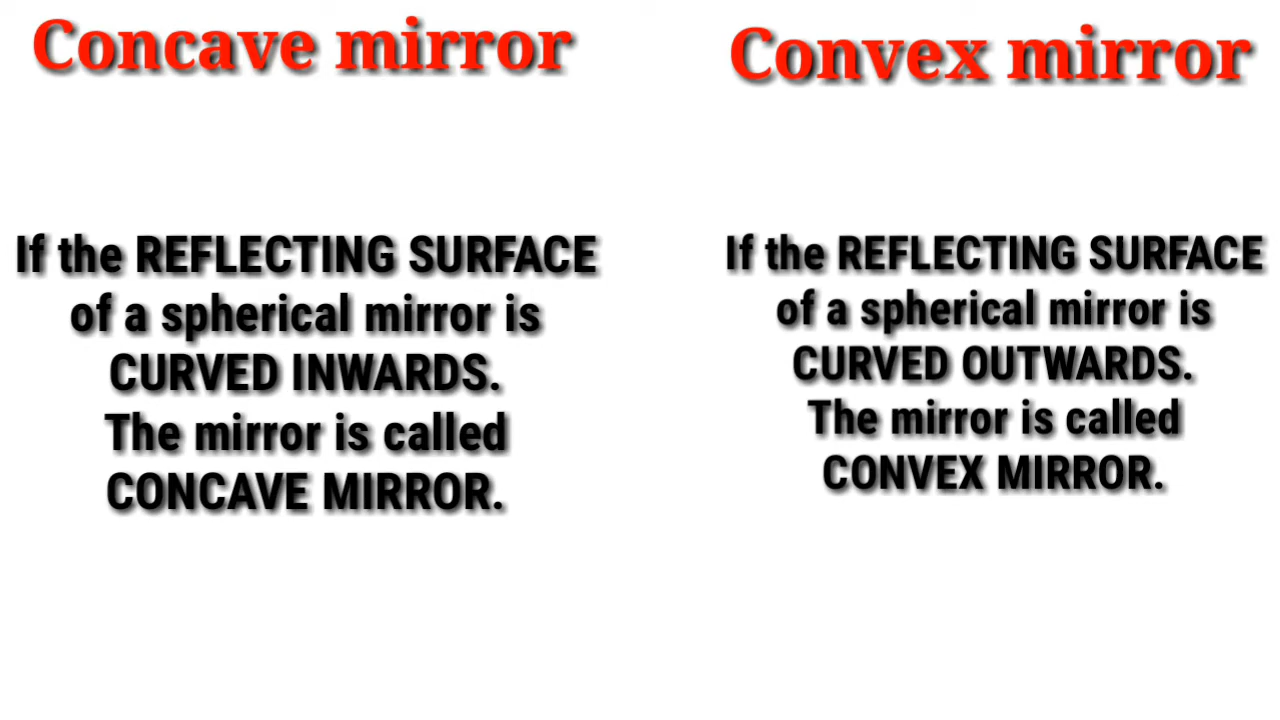 Concave mirror
If the REFLECTING SURFACE
of a spherical mirror is
CURVED INWARDS.
The mirror is called
CONCAVE MIRROR.
Convex mirror
If the REFLECTING SURFACE
of a spherical mirror is
CURVED OUTWARDS.
The mirror is called
CONVEX MIRROR.